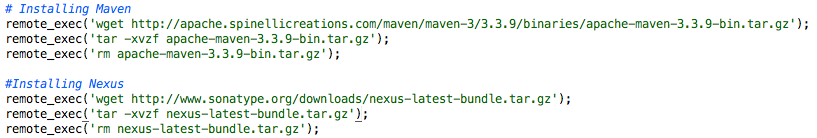 # Installing Maven
remote_exec('wget http://apache.spinellicreations.com/maven/maven-3/3.3.9/binaries/apache-maven-3.3.9-bin.tar.gz');
remote_exec('tar -xvzf apache-maven-3.3.9-bin.tar.gz');
remote_exec('rm apache-maven-3.3.9-bin.tar.gz');
#Installing Nexus
remote_exec('wget http://www.sonatype.org/downloads/nexus-latest-bundle.tar.gz');
remote_exec('tar -xvzf nexus-latest-bundle.tar.gz');
remote_exec('rm nexus-latest-bundle.tar.gz');